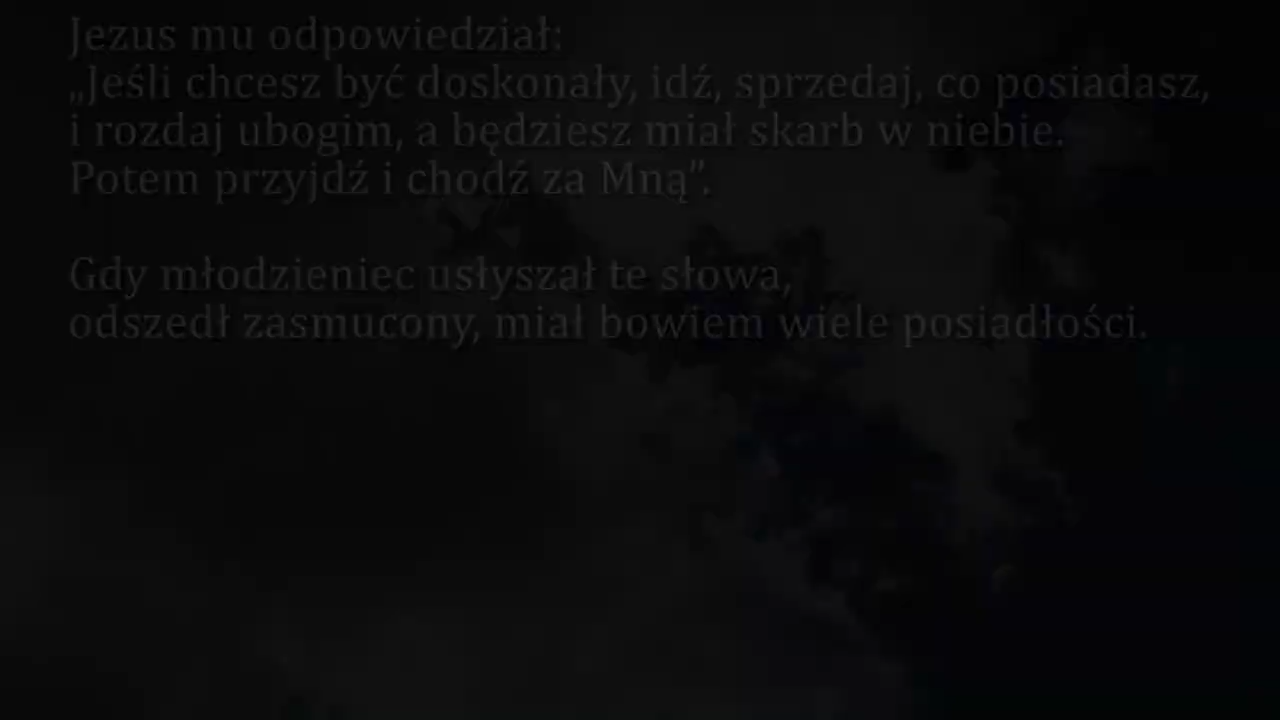 Jezus mu odpowiedział:
„Jeśli chcesz być doskonały, idź, sprzedaj, co posiadasz,
i rozdaj ubogim, a będziesz miał skarb w niebie.
Potem przyjdź i chodź za Mną”.
Gdy młodzieniec usłyszał te słowa,
odszedł zasmucony, miał bowiem wiele posiadłości.